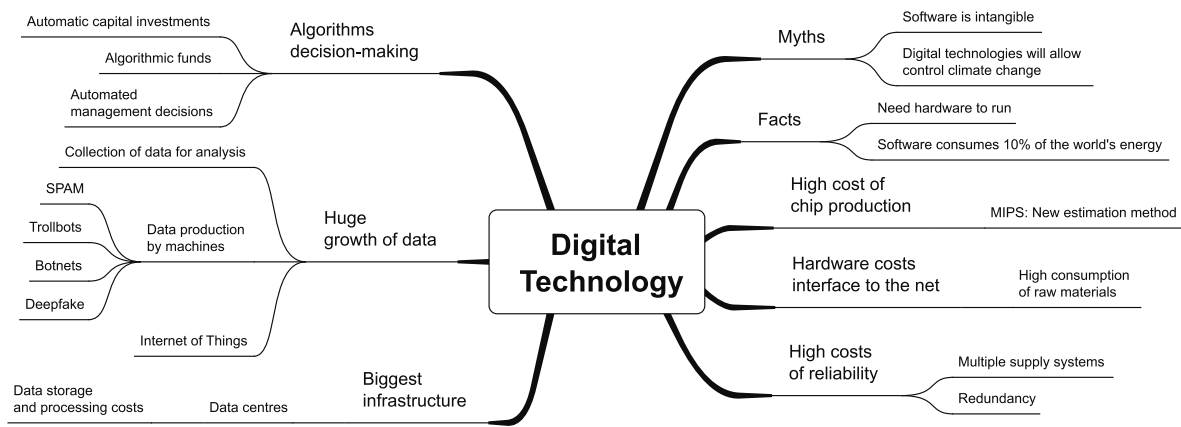 Digital
Technology
Algorithms
decision-making
Automatic capital investments
Algorithmic funds
Automated
management decisions
Huge
growth of data
Collection of data for analysis
Data production
by machines
SPAM
Trollbots
Botnets
Deepfake
Internet of Things
Biggest
infrastructure
Data centres
Data storage
and processing costs
Myths
Software is intangible
Digital technologies will allow
control climate change
Facts
Need hardware to run
Software consumes 10% of the world's energy
High cost of
chip production
MIPS: New estimation method
Hardware costs
interface to the net
High consumption
of raw materials
High costs
of reliability
Multiple supply systems
Redundancy